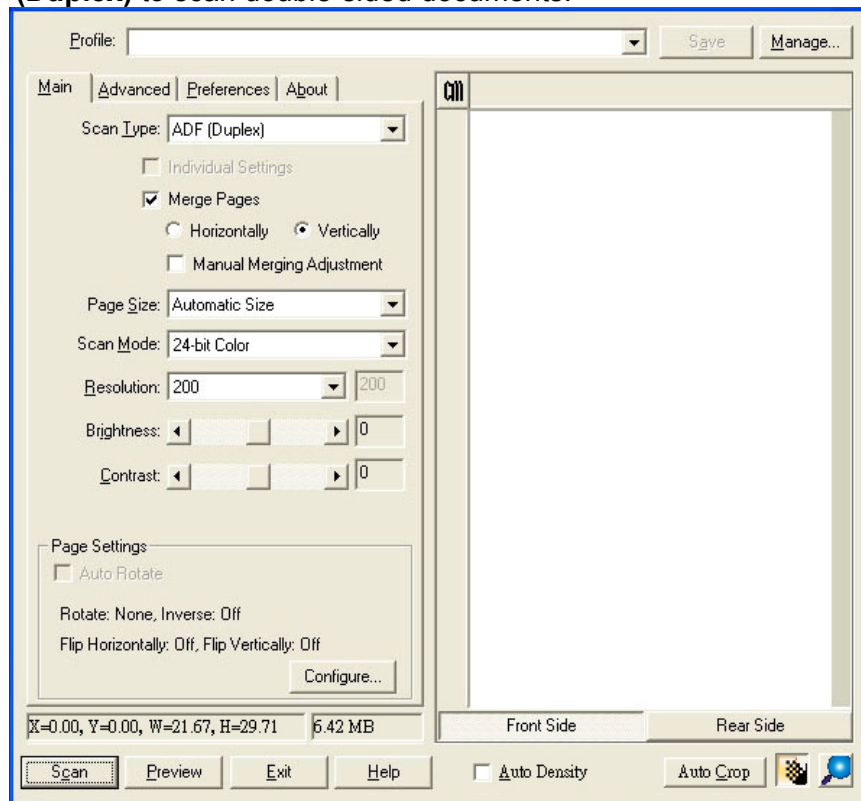 (Duplex) to scan double-sided documents.
Profile: Save Manage...
Main Advanced Preferences About cm
Scan Type: ADF (Duplex)
Individual Settings
Merge Pages
Horizontally Vertically
Manual Merging Adjustment
Page Size: Automatic Size
Scan Mode: 24-bit Color
Resolution: 200 200
Brightness: 0
Contrast: 0
Page Settings
Auto Rotate
Rotate: None, Inverse: Off
Flip Horizontally: Off, Flip Vertically: Off
Configure...
X=0.00, Y=0.00, W=21.67, H=29.71 6.42 MB Front Side Rear Side
Scan Preview Exit Help Auto Density Auto Crop